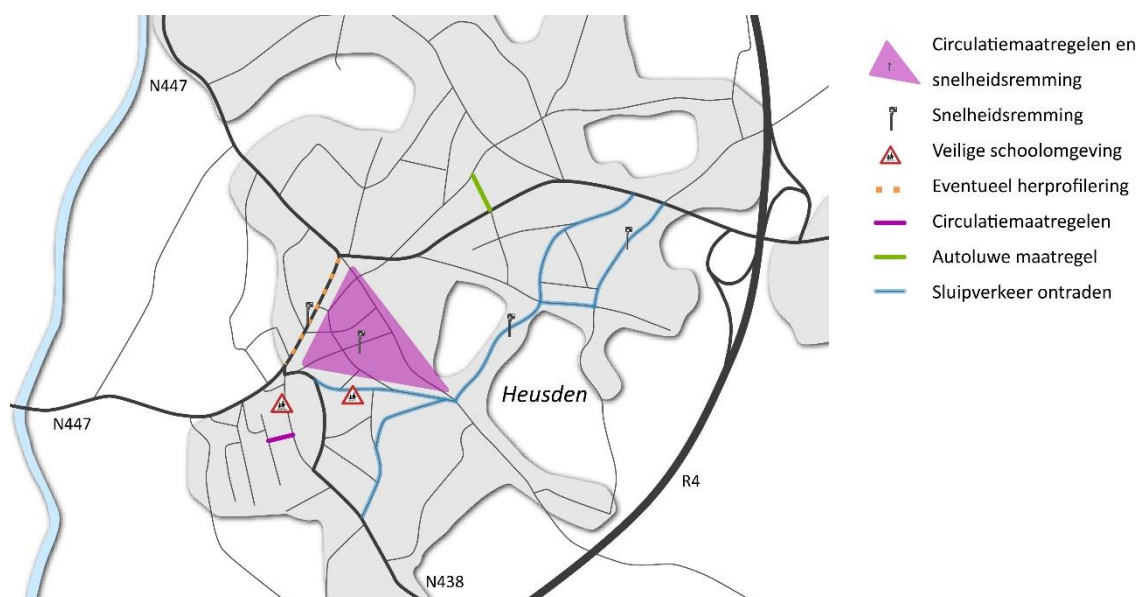 N447
Heusden
N447
R4
N438
Circulatiemaatregelen en
snelheidsremming
Snelheidsremming
Veilige schoolomgeving
Eventueel herprofilering
Circulatiemaatregelen
Autoluwe maatregel
Sluipverkeer ontraden